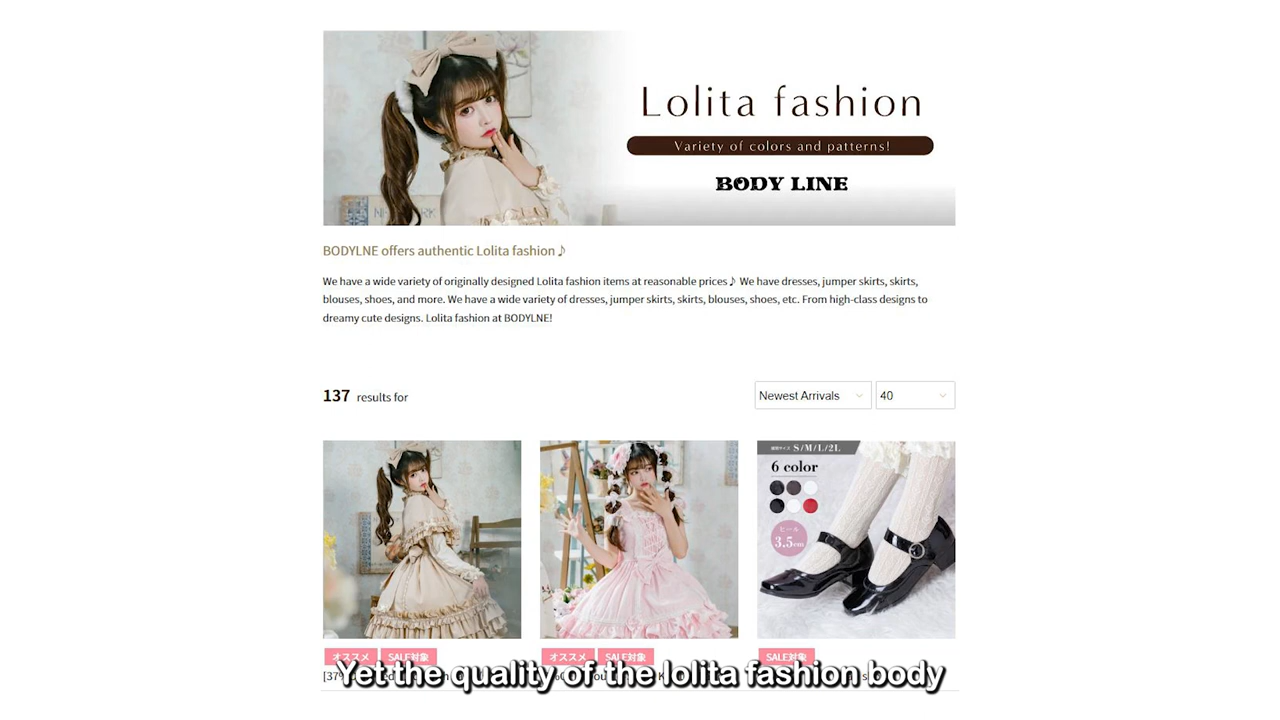 Lolita fashion
Variety of colors and patterns!
BODY LINE
BODYLNE offers authentic Lolita fashion♪
We have a wide variety of originally designed Lolita fashion items at reasonable prices♪ We have dresses, jumper skirts, skirts,
blouses, shoes, and more. We have a wide variety of dresses, jumper skirts, skirts, blouses, shoes, etc. From high-class designs to
dreamy cute designs. Lolita fashion at BODYLNE!
137 results for
Newest Arrivals 40
S/M/L/2L
6 color
ヒール
3.5cm
オススメ SALE対象 オススメ SALE対象 SALE対象
Yet the quality of the lolita fashion body